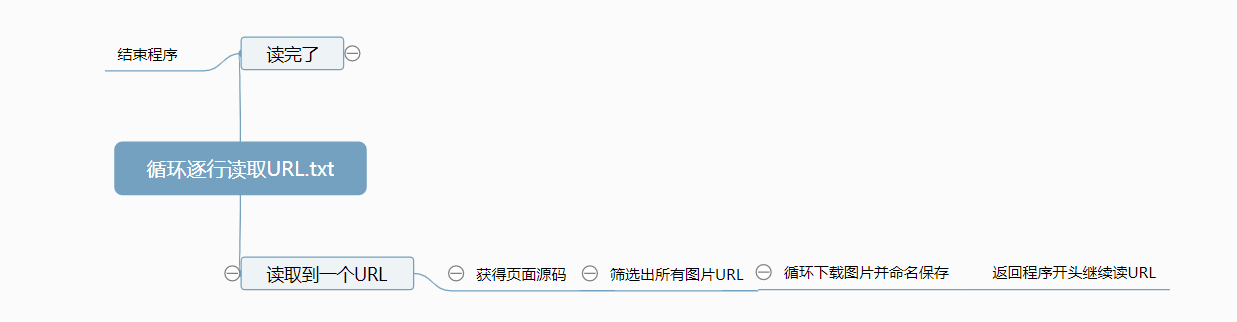 结束程序
读完了
循环逐行读取URL.txt
读取到一个URL
获得页面源码
筛选出所有图片URL
循环下载图片并命名保存
返回程序开头继续读URL